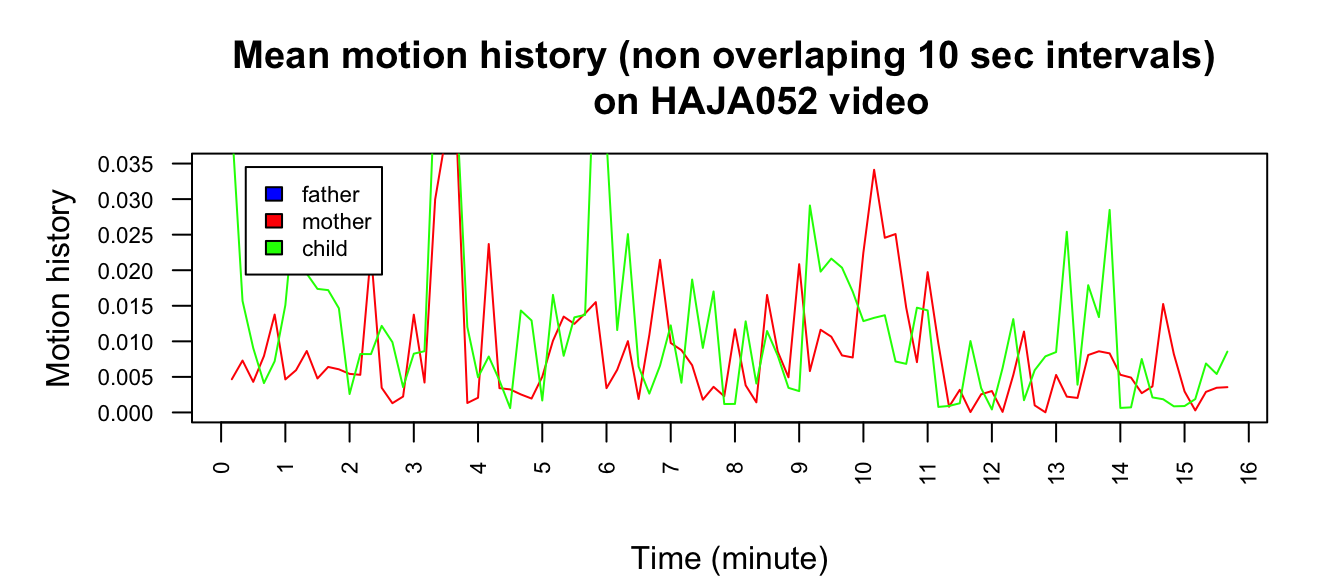 Mean motion history (non overlaping 10 sec intervals)
on HAJA052 video
Motion history
0.035
0.030
0.025
0.020
0.015
0.010
0.005
0.000
father
mother
child
0 1 2 3 4 5 6 7 8 9 10 11 12 13 14 15 16
Time (minute)